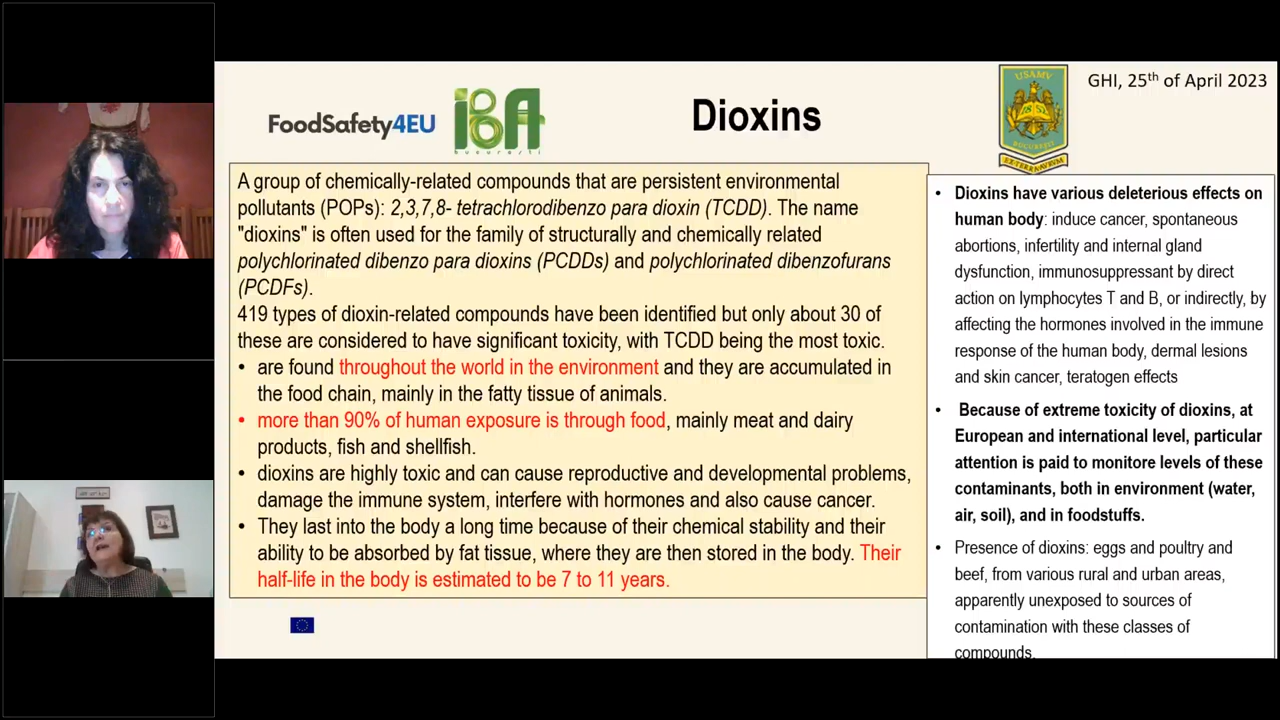 FoodSafety4EU
iBA
bucuresti
Dioxins
USAMV
1852
BUCURESTI
GHI, 25th of April 2023
A group of chemically-related compounds that are persistent environmental
pollutants (POPs): 2,3,7,8- tetrachlorodibenzo para dioxin (TCDD). The name
"dioxins" is often used for the family of structurally and chemically related
polychlorinated dibenzo para dioxins (PCDDs) and polychlorinated dibenzofurans
(PCDFs).
419 types of dioxin-related compounds have been identified but only about 30 of
these are considered to have significant toxicity, with TCDD being the most toxic.
• are found throughout the world in the environment and they are accumulated in
the food chain, mainly in the fatty tissue of animals.
• more than 90% of human exposure is through food, mainly meat and dairy
products, fish and shellfish.
• dioxins are highly toxic and can cause reproductive and developmental problems,
damage the immune system, interfere with hormones and also cause cancer.
• They last into the body a long time because of their chemical stability and their
ability to be absorbed by fat tissue, where they are then stored in the body. Their
half-life in the body is estimated to be 7 to 11 years.
• Dioxins have various deleterious effects on
human body: induce cancer, spontaneous
abortions, infertility and internal gland
dysfunction, immunosuppressant by direct
action on lymphocytes T and B, or indirectly, by
affecting the hormones involved in the immune
response of the human body, dermal lesions
and skin cancer, teratogen effects
• Because of extreme toxicity of dioxins, at
European and international level, particular
attention is paid to monitore levels of these
contaminants, both in environment (water,
air, soil), and in foodstuffs.
• Presence of dioxins: eggs and poultry and
beef, from various rural and urban areas,
apparently unexposed to sources of
contamination with these classes of
compounds.